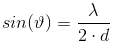 sin(ϑ) = λ / (2 · d)